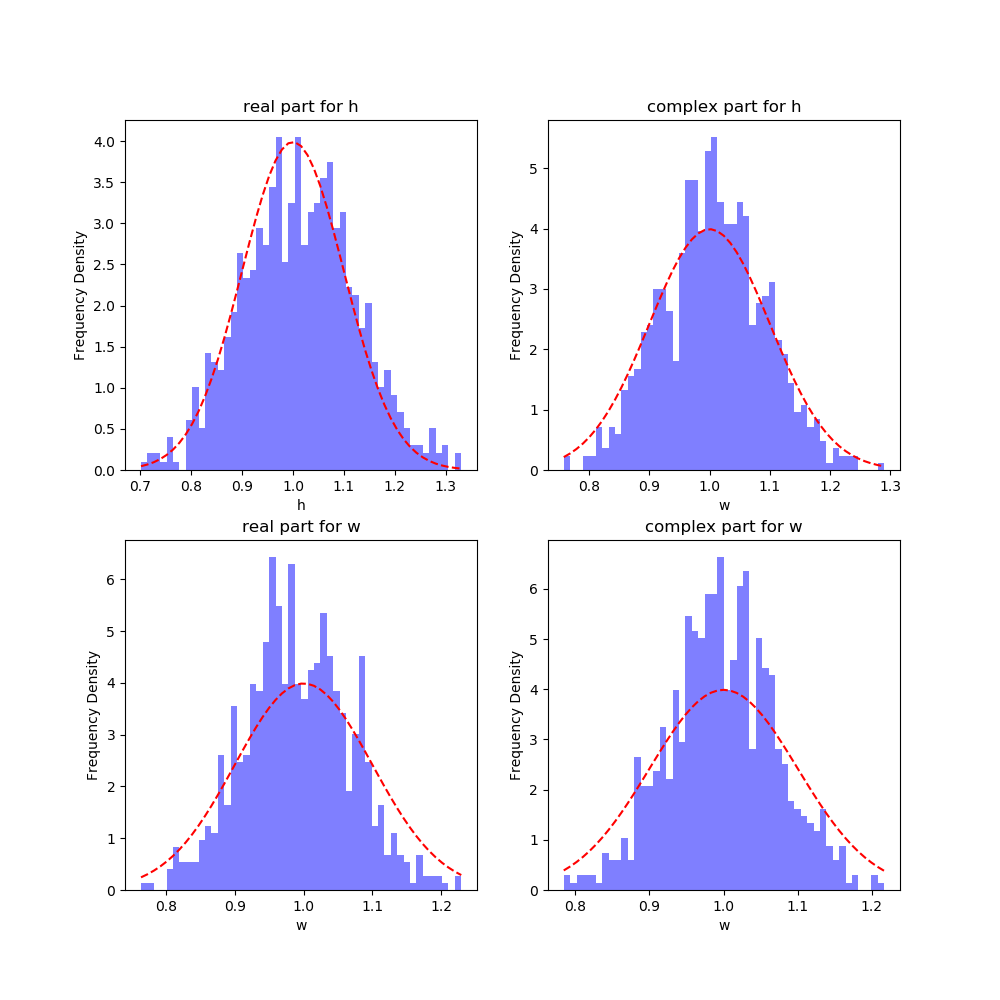 real part for h
4.0
3.5
3.0
2.5
2.0
1.5
1.0
0.5
0.0
Frequency Density
0.7 0.8 0.9 1.0 1.1 1.2 1.3
h
complex part for h
5
4
3
2
1
0
Frequency Density
0.8 0.9 1.0 1.1 1.2 1.3
w
real part for w
6
5
4
3
2
1
0
Frequency Density
0.8 0.9 1.0 1.1 1.2
w
complex part for w
6
5
4
3
2
1
0
Frequency Density
0.8 0.9 1.0 1.1 1.2
w